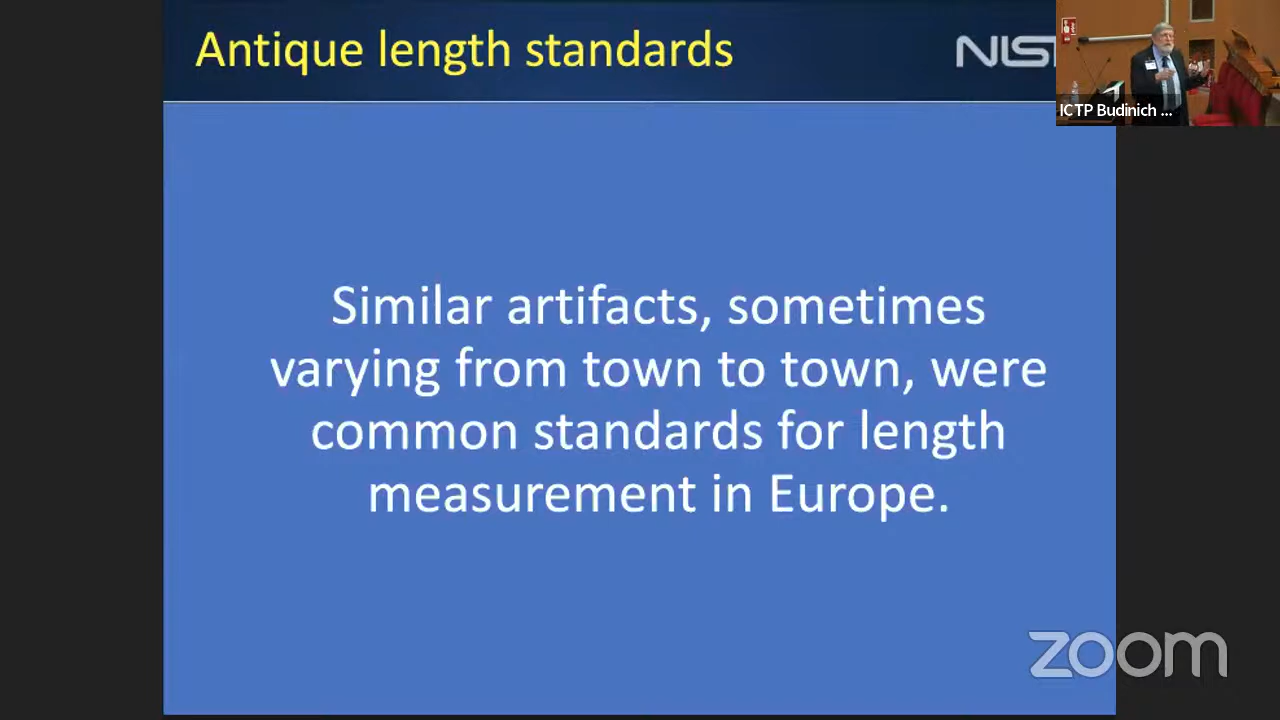 Antique length standards
NIS
ICTP Budinich ...
Similar artifacts, sometimes
varying from town to town, were
common standards for length
measurement in Europe.
zoom